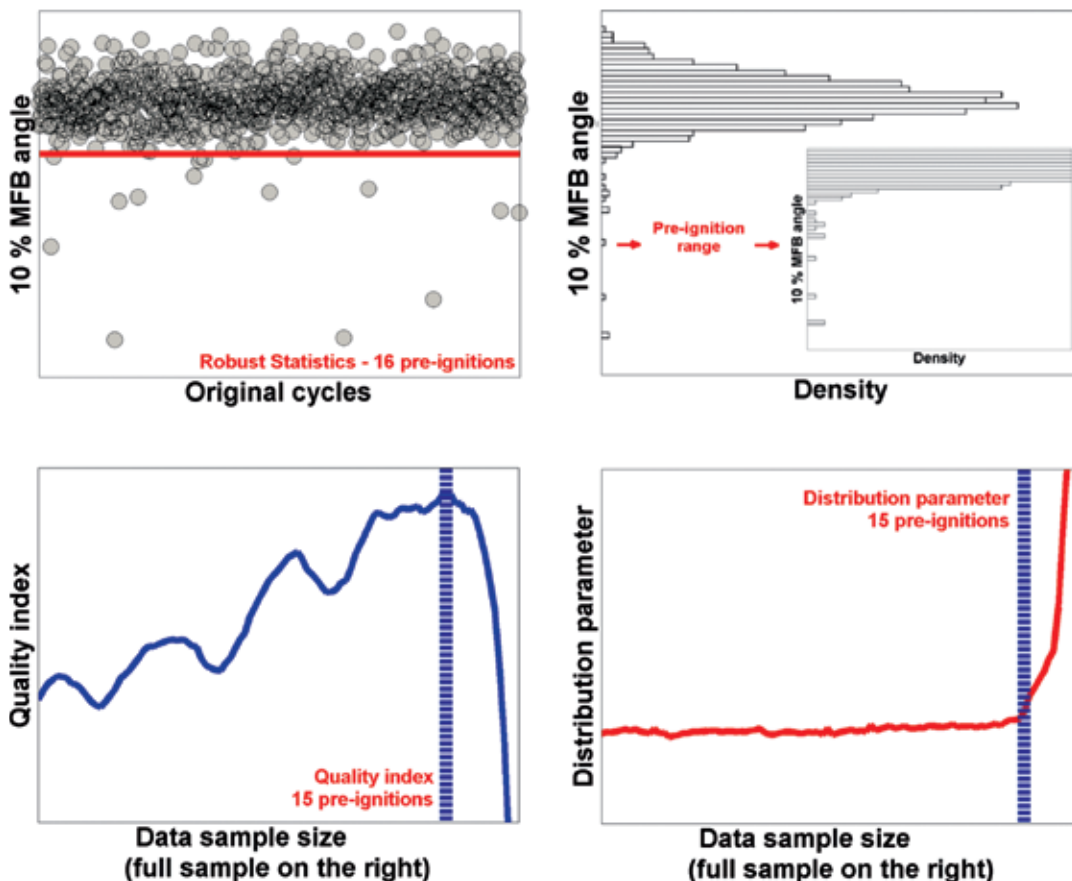 10 % MFB angle
Robust Statistics - 16 pre-ignitions
Original cycles
10 % MFB angle
Pre-ignition
range
10 % MFB angle
Density
Density
Quality index
Quality index
15 pre-ignitions
Data sample size
(full sample on the right)
Distribution parameter
Distribution parameter
15 pre-ignitions
Data sample size
(full sample on the right)